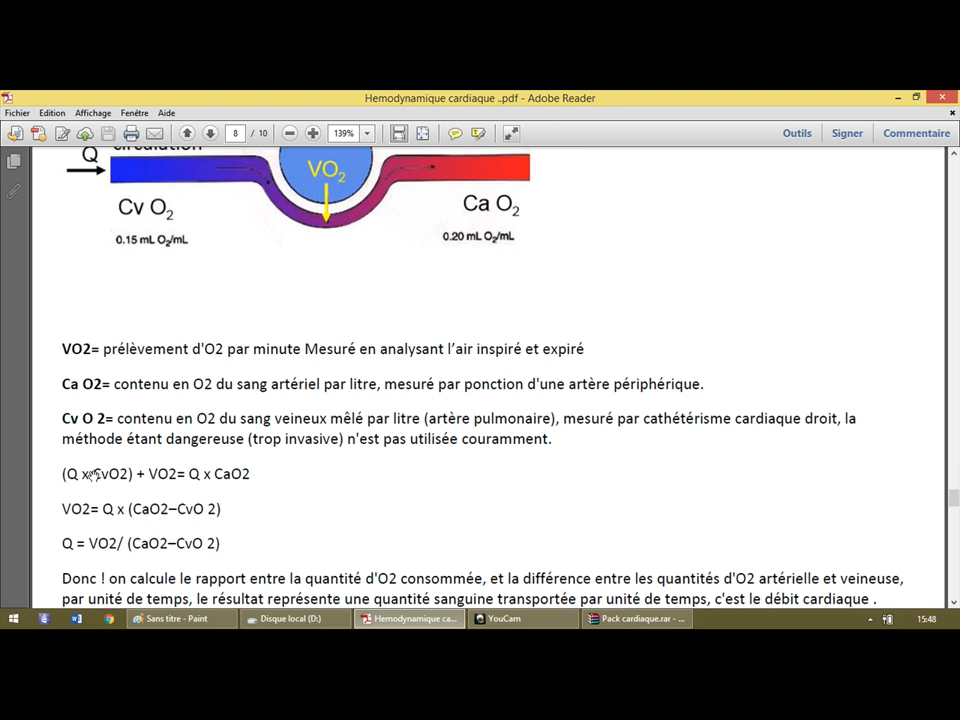 Hemodynamique cardiaque ..pdf - Adobe Reader
Fichier Edition Affichage Fenêtre Aide
8 / 10 139% Outils Signer Commentaire
circulation
Q
VO2
Cv O2
Ca O2
0.15 mL O2/mL
0.20 mL O2/mL
VO2= prélèvement d'O2 par minute Mesuré en analysant l’air inspiré et expiré
Ca O2= contenu en O2 du sang artériel par litre, mesuré par ponction d'une artère périphérique.
Cv O 2= contenu en O2 du sang veineux mêlé par litre (artère pulmonaire), mesuré par cathétérisme cardiaque droit, la
méthode étant dangereuse (trop invasive) n'est pas utilisée couramment.
(Q x CvO2) + VO2= Q x CaO2
VO2= Q x (CaO2–CvO 2)
Q = VO2/ (CaO2–CvO 2)
Donc ! on calcule le rapport entre la quantité d'O2 consommée, et la différence entre les quantités d'O2 artérielle et veineuse,
par unité de temps, le résultat représente une quantité sanguine transportée par unité de temps, c'est le débit cardiaque .
Sans titre - Paint Disque local (D:) Hemodynamique ca... YouCam Pack cardiaque.rar - ... 15:48